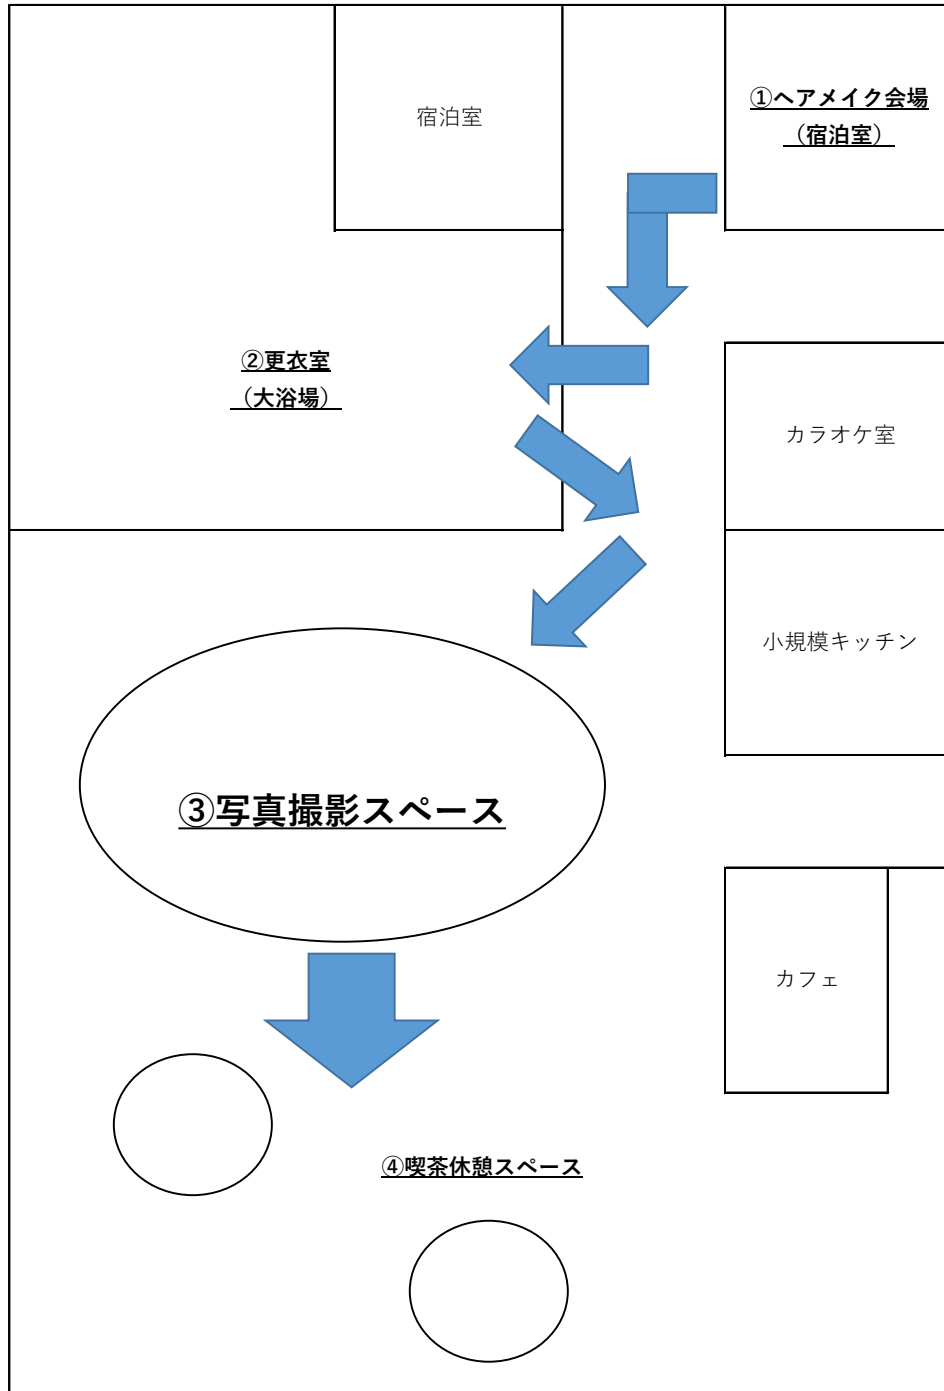 宿泊室
①ヘアメイク会場
（宿泊室）
②更衣室
（大浴場）
カラオケ室
小規模キッチン
③写真撮影スペース
カフェ
④喫茶休憩スペース